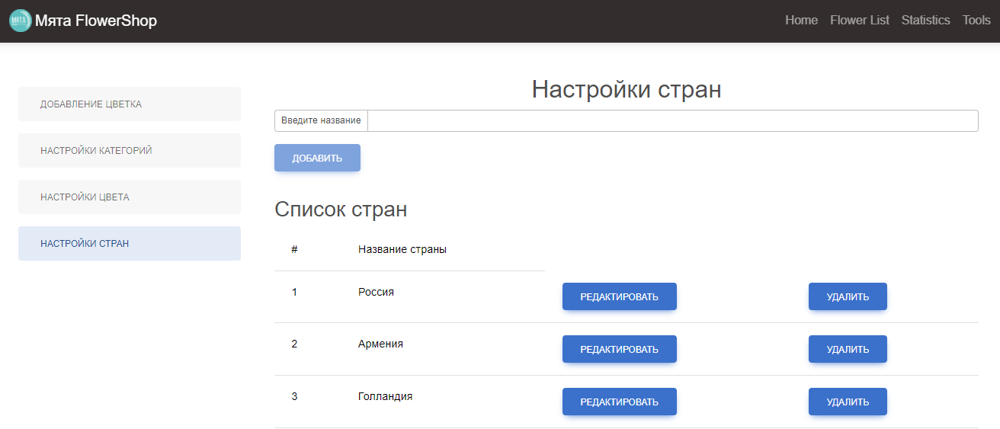 МЯТА
Мята FlowerShop
Home Flower List Statistics Tools
ДОБАВЛЕНИЕ ЦВЕТКА
НАСТРОЙКИ КАТЕГОРИЙ
НАСТРОЙКИ ЦВЕТА
НАСТРОЙКИ СТРАН
Настройки стран
Введите название
ДОБАВИТЬ
Список стран
# Название страны
1 Россия РЕДАКТИРОВАТЬ УДАЛИТЬ
2 Армения РЕДАКТИРОВАТЬ УДАЛИТЬ
3 Голландия РЕДАКТИРОВАТЬ УДАЛИТЬ